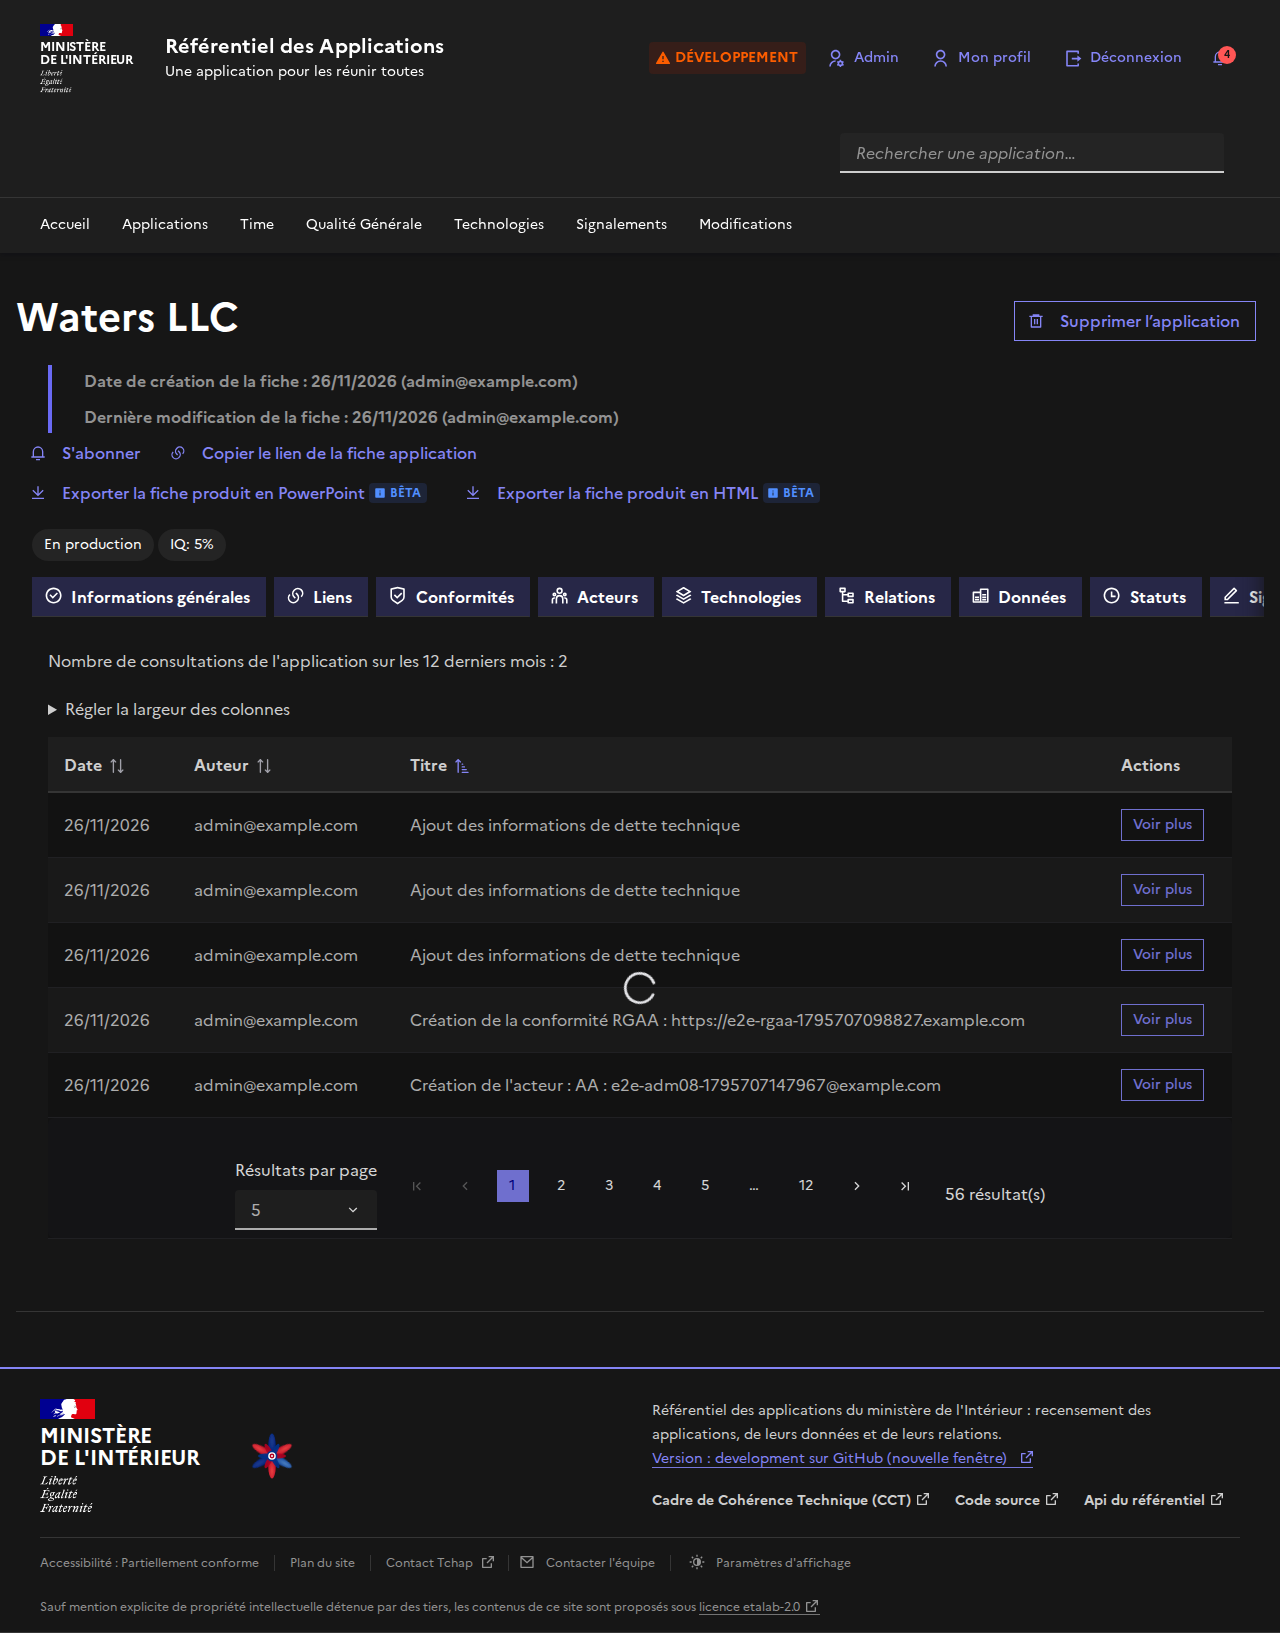 MINISTÈRE
DE L'INTÉRIEUR
Liberté
Égalité
Fraternité
Référentiel des Applications
Une application pour les réunir toutes
DÉVELOPPEMENT
Admin
Mon profil
Déconnexion
4
Rechercher une application...
Accueil
Applications
Time
Qualité Générale
Technologies
Signalements
Modifications
Waters LLC
Supprimer l’application
Date de création de la fiche : 26/11/2026 (admin@example.com)
Dernière modification de la fiche : 26/11/2026 (admin@example.com)
S'abonner
Copier le lien de la fiche application
Exporter la fiche produit en PowerPoint BÊTA
Exporter la fiche produit en HTML BÊTA
En production
IQ: 5%
Informations générales
Liens
Conformités
Acteurs
Technologies
Relations
Données
Statuts
Nombre de consultations de l'application sur les 12 derniers mois : 2
Régler la largeur des colonnes
Date Auteur Titre Actions
26/11/2026 admin@example.com Ajout des informations de dette technique Voir plus
26/11/2026 admin@example.com Ajout des informations de dette technique Voir plus
26/11/2026 admin@example.com Ajout des informations de dette technique Voir plus
26/11/2026 admin@example.com Création de la conformité RGAA : https://e2e-rgaa-1795707098827.example.com Voir plus
26/11/2026 admin@example.com Création de l'acteur : AA : e2e-adm08-1795707147967@example.com Voir plus
Résultats par page
5
1 2 3 4 5 ... 12
56 résultat(s)
MINISTÈRE
DE L'INTÉRIEUR
Liberté
Égalité
Fraternité
Référentiel des applications du ministère de l'Intérieur : recensement des
applications, de leurs données et de leurs relations.
Version : development sur GitHub (nouvelle fenêtre)
Cadre de Cohérence Technique (CCT)
Code source
Api du référentiel
Accessibilité : Partiellement conforme
Plan du site
Contact Tchap
Contacter l'équipe
Paramètres d'affichage
Sauf mention explicite de propriété intellectuelle détenue par des tiers, les contenus de ce site sont proposés sous licence etalab-2.0